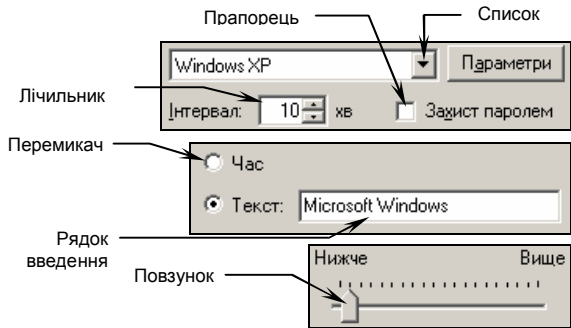 Прапорець Список
Windows XP Параметри
Лічильник
Інтервал: 10 хв Захист паролем
Перемикач
Час
Текст: Microsoft Windows
Рядок
введення
Нижче Вище
Повзунок